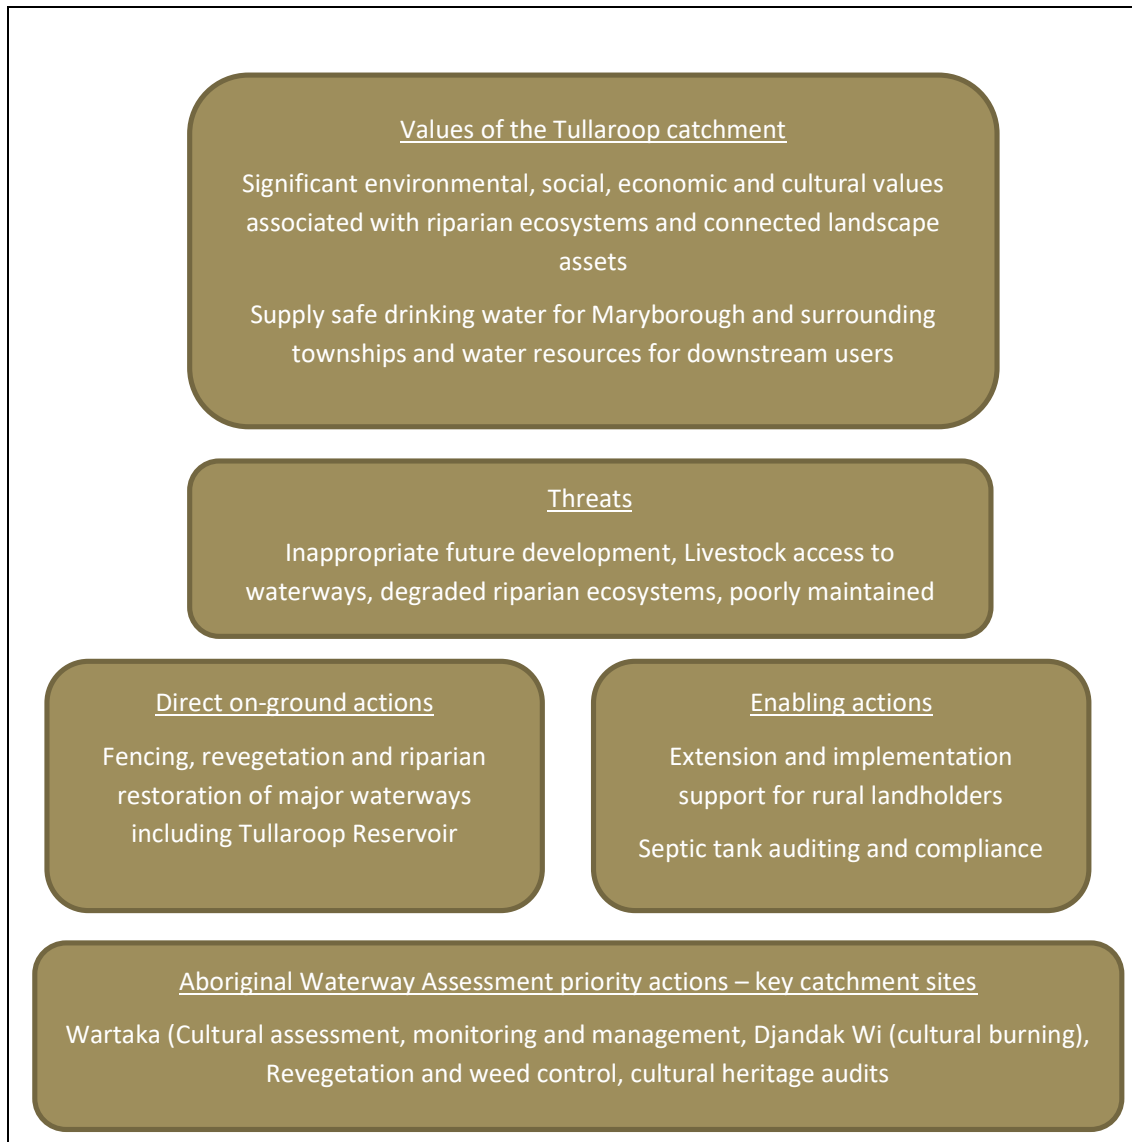 Values of the Tullaroop catchment
Significant environmental, social, economic and cultural values
associated with riparian ecosystems and connected landscape
assets
Supply safe drinking water for Maryborough and surrounding
townships and water resources for downstream users
Threats
Inappropriate future development, Livestock access to
waterways, degraded riparian ecosystems, poorly maintained
Direct on-ground actions
Fencing, revegetation and riparian
restoration of major waterways
including Tullaroop Reservoir
Enabling actions
Extension and implementation
support for rural landholders
Septic tank auditing and compliance
Aboriginal Waterway Assessment priority actions – key catchment sites
Wartaka (Cultural assessment, monitoring and management, Djandak Wi (cultural burning),
Revegetation and weed control, cultural heritage audits